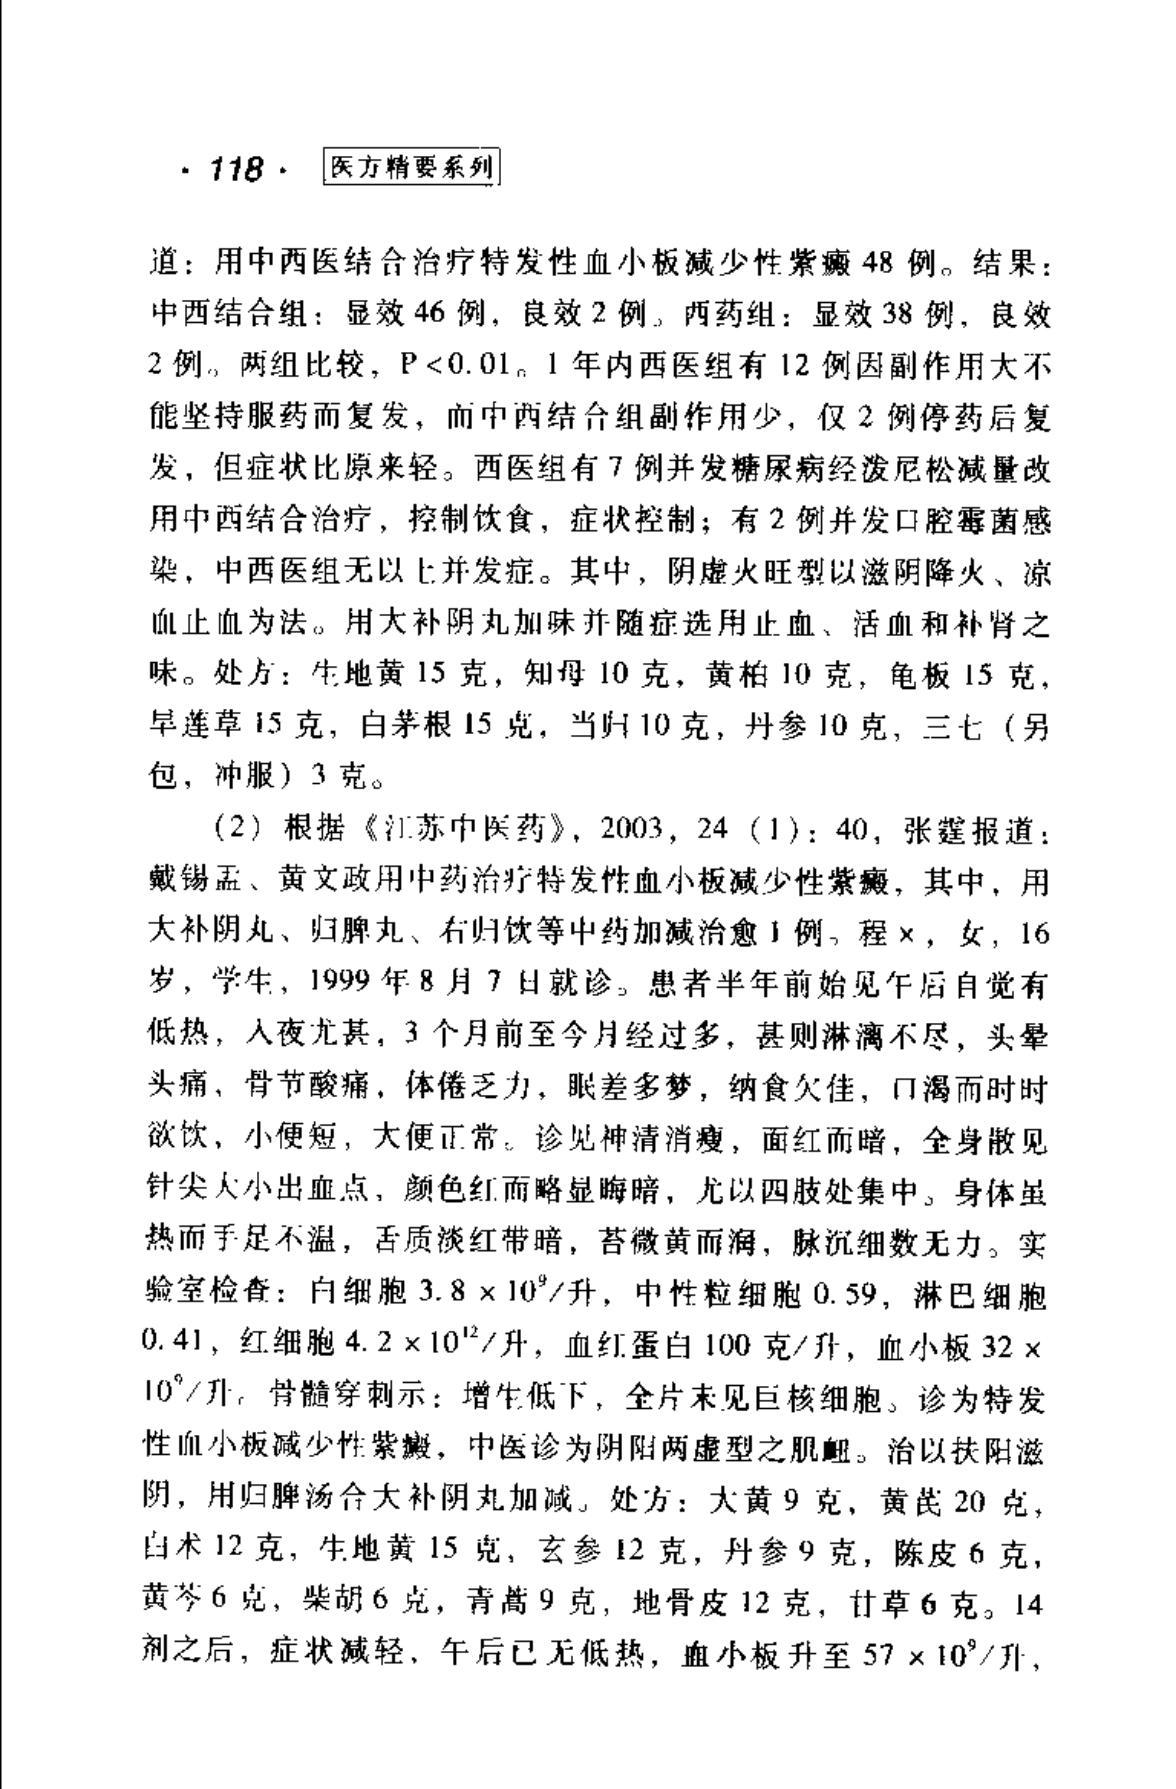 · 118 · 医方精要系列
道：用中西医结合治疗特发性血小板减少性紫癜 48 例。结果：
中西结合组：显效 46 例，良效 2 例。西药组：显效 38 例，良效
2 例。两组比较，P＜0.01。1 年内西医组有 12 例因副作用大不
能坚持服药而复发，而中西结合组副作用少，仅 2 例停药后复
发，但症状比原来轻。西医组有 7 例并发糖尿病经泼尼松减量改
用中西结合治疗，控制饮食，症状控制；有 2 例并发口腔霉菌感
染，中西医组无以上并发症。其中，阴虚火旺型以滋阴降火、凉
血止血为法。用大补阴丸加味并随症选用止血、活血和补肾之
味。处方：生地黄 15 克，知母 10 克，黄柏 10 克，龟板 15 克，
旱莲草 15 克，白茅根 15 克，当归 10 克，丹参 10 克，三七（另
包，冲服）3 克。
（2）根据《江苏中医药》，2003，24（1）：40，张霆报道：
戴锡孟、黄文政用中药治疗特发性血小板减少性紫癜，其中，用
大补阴丸、归脾丸、右归饮等中药加减治愈 1 例。程×，女，16
岁，学生，1999 年 8 月 7 日就诊。患者半年前始见午后自觉有
低热，入夜尤甚，3 个月前至今月经过多，甚则淋漓不尽，头晕
头痛，骨节酸痛，体倦乏力，眠差多梦，纳食欠佳，口渴而时时
欲饮，小便短，大便正常。诊见神清消瘦，面红而暗，全身散见
针尖大小出血点，颜色红而略显晦暗，尤以四肢处集中。身体虽
热而手足不温，舌质淡红带暗，苔微黄而润，脉沉细数无力。实
验室检查：白细胞 3.8×10⁹/升，中性粒细胞 0.59，淋巴细胞
0.41，红细胞 4.2×10¹²/升，血红蛋白 100 克/升，血小板 32×
10⁹/升。骨髓穿刺示：增生低下，全片未见巨核细胞。诊为特发
性血小板减少性紫癜，中医诊为阴阳两虚型之肌衄。治以扶阳滋
阴，用归脾汤合大补阴丸加减。处方：大黄 9 克，黄芪 20 克，
白术 12 克，生地黄 15 克，玄参 12 克，丹参 9 克，陈皮 6 克，
黄芩 6 克，柴胡 6 克，青蒿 9 克，地骨皮 12 克，甘草 6 克。14
剂之后，症状减轻，午后已无低热，血小板升至 57×10⁹/升，